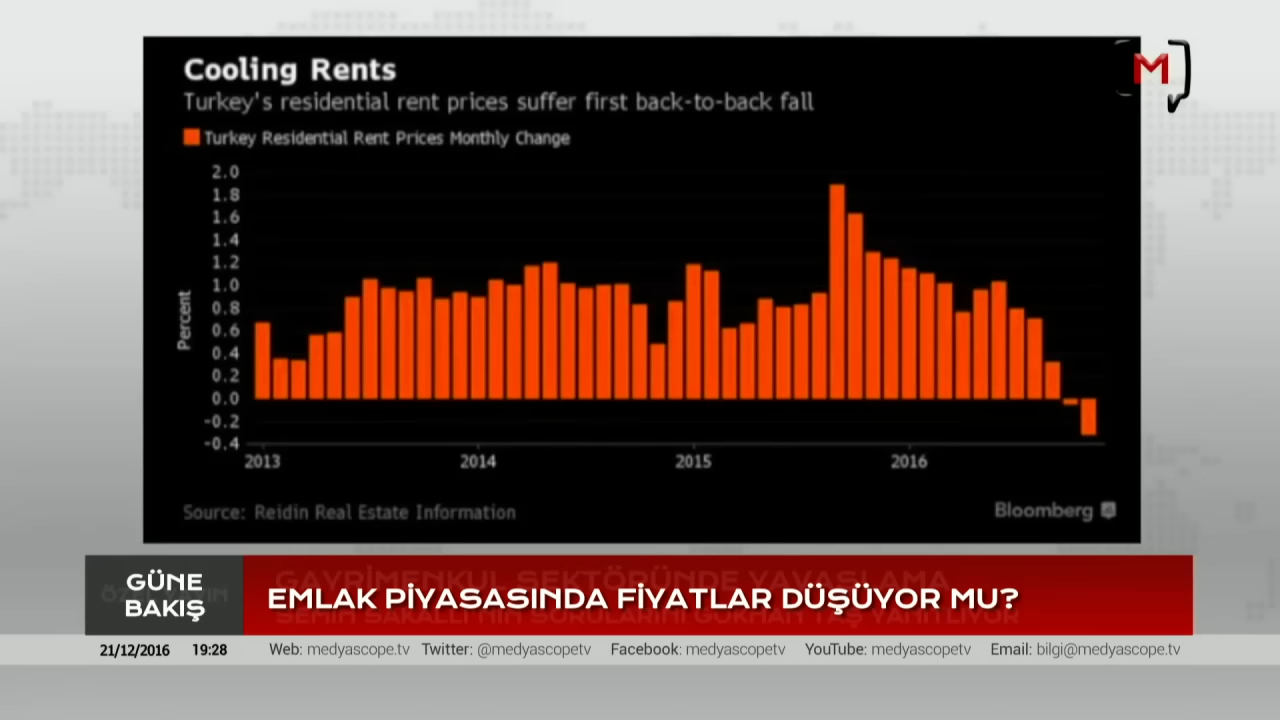 Cooling Rents
Turkey's residential rent prices suffer first back-to-back fall
Turkey Residential Rent Prices Monthly Change
2.0
1.8
1.6
1.4
1.2
1.0
0.8
0.6
0.4
0.2
0.0
-0.2
-0.4
Percent
2013 2014 2015 2016
Source: Reidin Real Estate Information
Bloomberg
M
GÜNE BAKIŞ
GAYRİMENKUL SEKTÖRÜNDE YAVAŞLAMA
EMLAK PİYASASINDA FİYATLAR DÜŞÜYOR MU?
21/12/2016 19:28 Web: medyascope.tv Twitter: @medyascopetv Facebook: medyascopetv YouTube: medyascopetv Email: bilgi@medyascope.tv